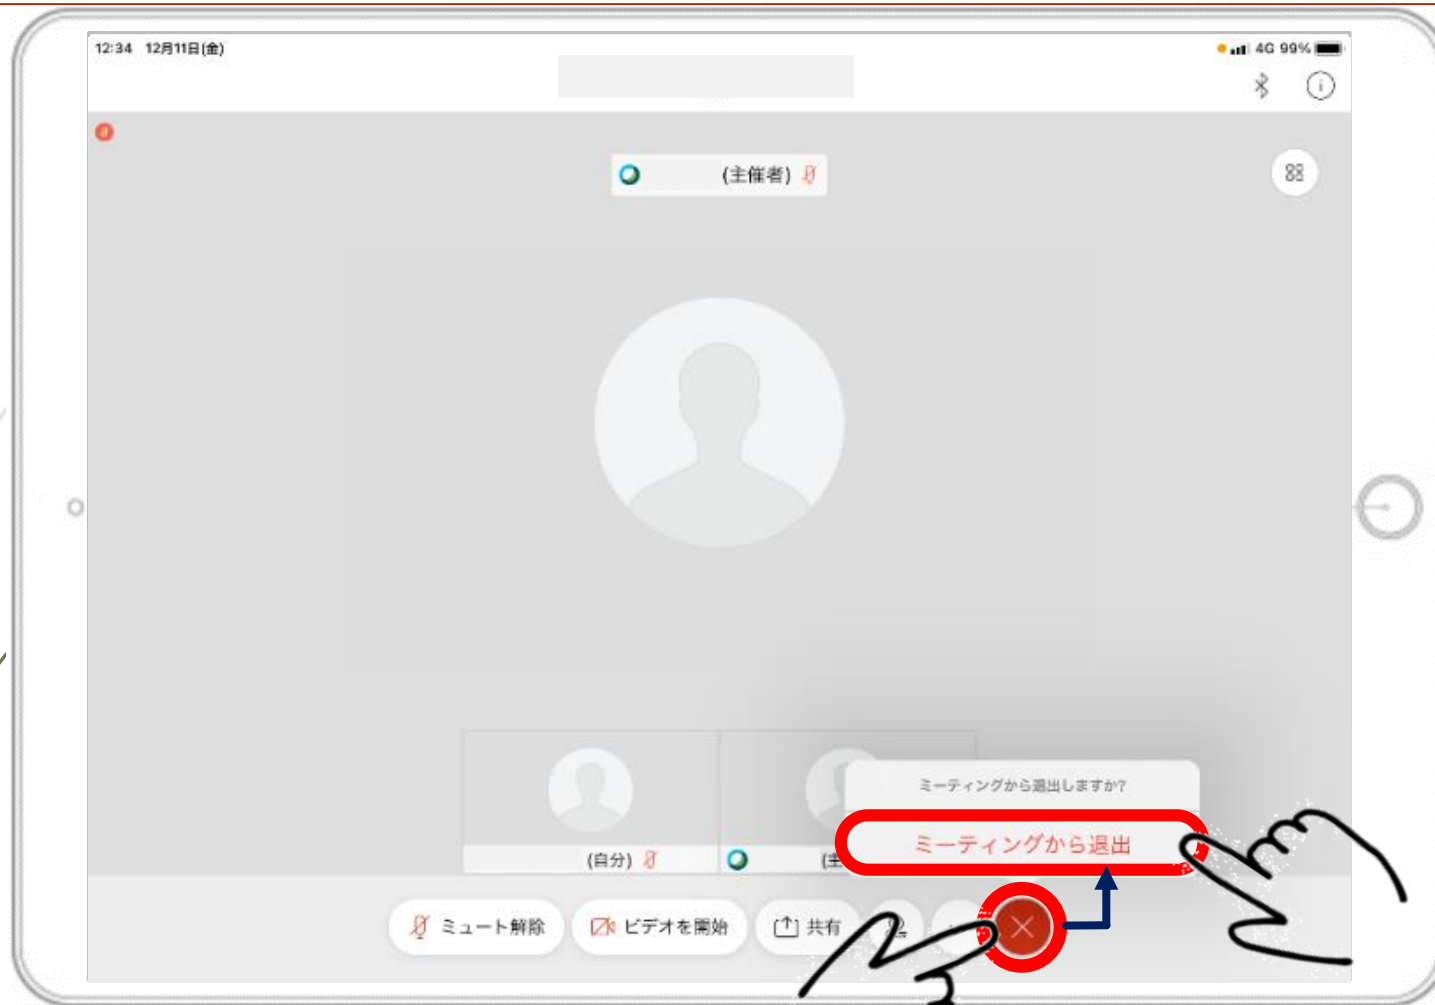 12:34 12月11日(金)
4G 99%
(主催者)
ミーティングから退出しますか?
ミーティングから退出
(自分)
(主
ミュート解除
ビデオを開始
共有